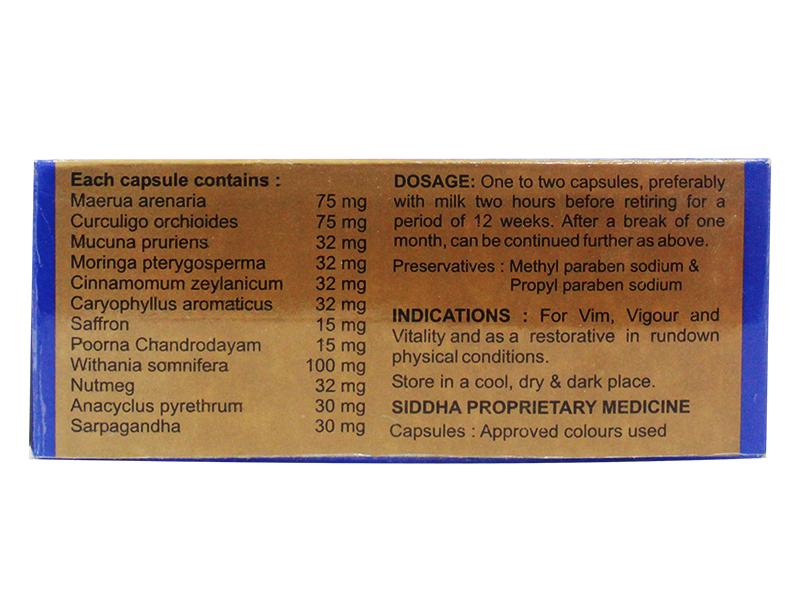 Each capsule contains :
Maerua arenaria 75 mg
Curculigo orchioides 75 mg
Mucuna pruriens 32 mg
Moringa pterygosperma 32 mg
Cinnamomum zeylanicum 32 mg
Caryophyllus aromaticus 32 mg
Saffron 15 mg
Poorna Chandrodayam 15 mg
Withania somnifera 100 mg
Nutmeg 32 mg
Anacyclus pyrethrum 30 mg
Sarpagandha 30 mg
DOSAGE: One to two capsules, preferably
with milk two hours before retiring for a
period of 12 weeks. After a break of one
month, can be continued further as above.
Preservatives : Methyl paraben sodium &
Propyl paraben sodium
INDICATIONS : For Vim, Vigour and
Vitality and as a restorative in rundown
physical conditions.
Store in a cool, dry & dark place.
SIDDHA PROPRIETARY MEDICINE
Capsules : Approved colours used